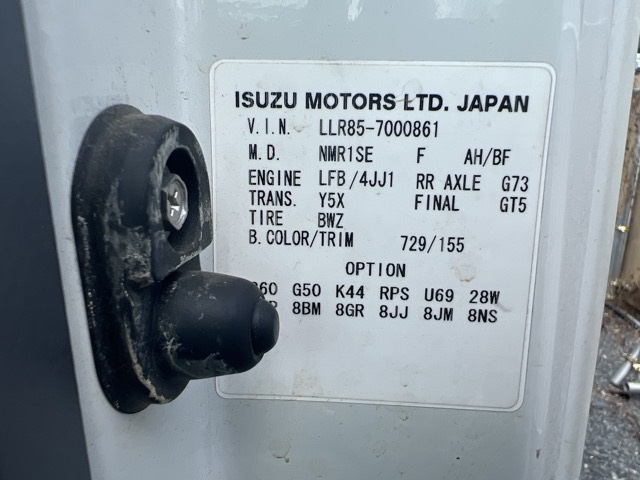 ISUZU MOTORS LTD. JAPAN
V.I.N. LLR85-7000861
M.D. NMR1SE F AH/BF
ENGINE LFB/4JJ1 RR AXLE G73
TRANS. Y5X FINAL GT5
TIRE BWZ
B.COLOR/TRIM 729/155
OPTION
G50 K44 RPS U69 28W
8BM 8GR 8JJ 8JM 8NS